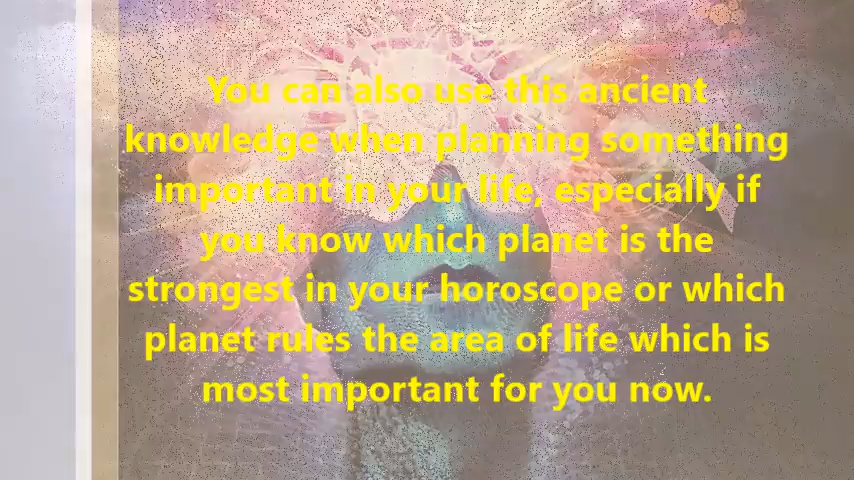 You can also use this ancient
knowledge when planning something
important in your life, especially if
you know which planet is the
strongest in your horoscope or which
planet rules the area of life which is
most important for you now.